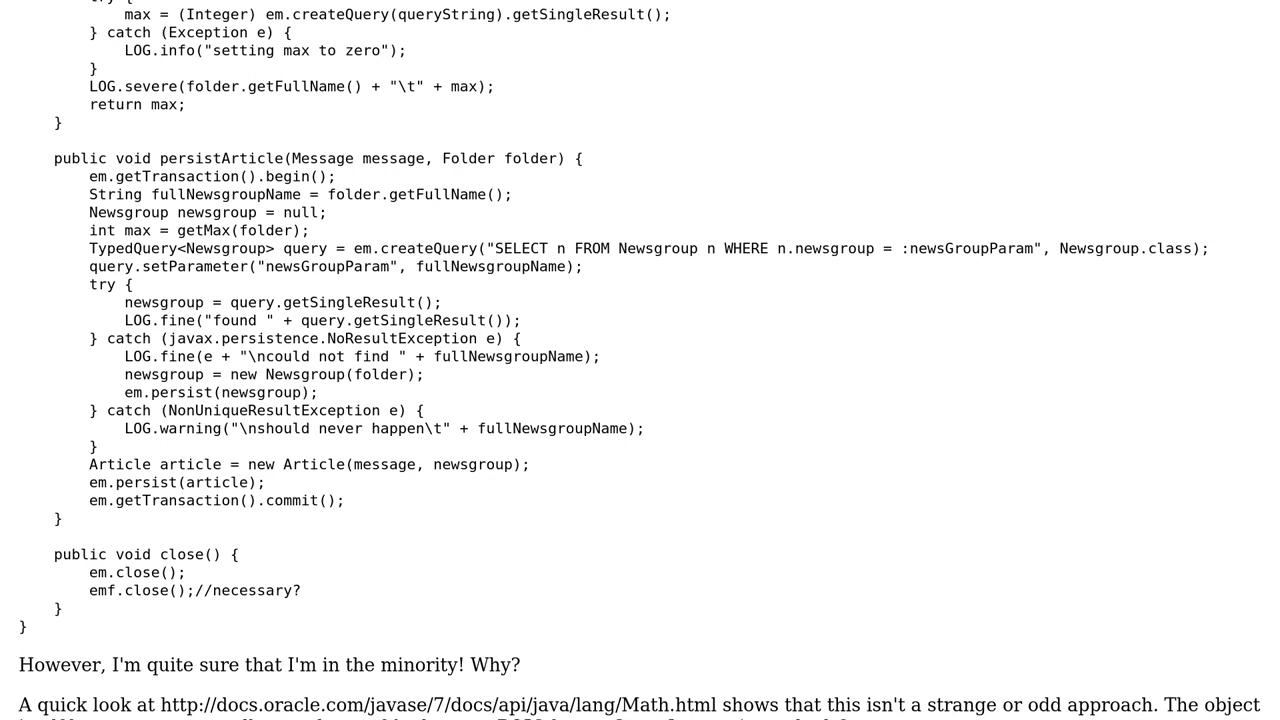 max = (Integer) em.createQuery(queryString).getSingleResult();
} catch (Exception e) {
LOG.info("setting max to zero");
}
LOG.severe(folder.getFullName() + "\t" + max);
return max;
}
public void persistArticle(Message message, Folder folder) {
em.getTransaction().begin();
String fullNewsgroupName = folder.getFullName();
Newsgroup newsgroup = null;
int max = getMax(folder);
TypedQuery<Newsgroup> query = em.createQuery("SELECT n FROM Newsgroup n WHERE n.newsgroup = :newsGroupParam", Newsgroup.class);
query.setParameter("newsGroupParam", fullNewsgroupName);
try {
newsgroup = query.getSingleResult();
LOG.fine("found " + query.getSingleResult());
} catch (javax.persistence.NoResultException e) {
LOG.fine(e + "\ncould not find " + fullNewsgroupName);
newsgroup = new Newsgroup(folder);
em.persist(newsgroup);
} catch (NonUniqueResultException e) {
LOG.warning("\nshould never happen\t" + fullNewsgroupName);
}
Article article = new Article(message, newsgroup);
em.persist(article);
em.getTransaction().commit();
}
public void close() {
em.close();
emf.close();//necessary?
}
}
However, I'm quite sure that I'm in the minority! Why?
A quick look at http://docs.oracle.com/javase/7/docs/api/java/lang/Math.html shows that this isn't a strange or odd approach. The object